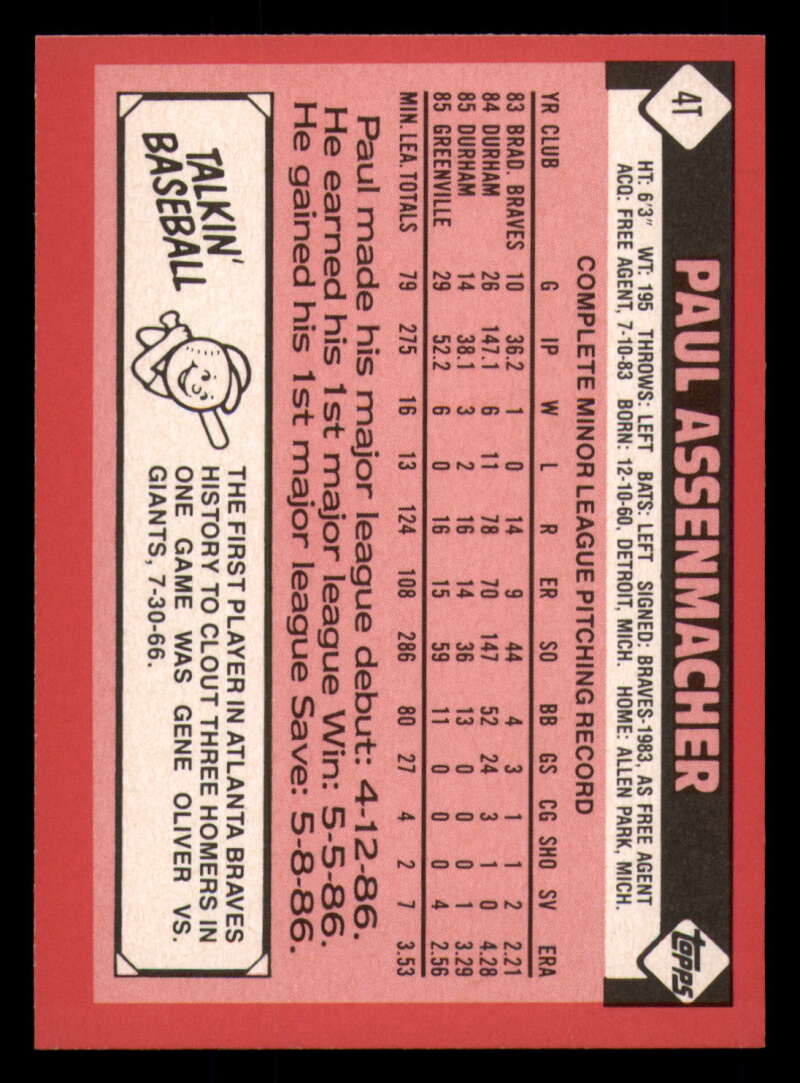 4T
PAUL ASSENMACHER
topps
HT: 6'3" WT: 195 THROWS: LEFT BATS: LEFT SIGNED: BRAVES-1983, AS FREE AGENT
ACQ: FREE AGENT, 7-10-83 BORN: 12-10-60, DETROIT, MICH. HOME: ALLEN PARK, MICH.
COMPLETE MINOR LEAGUE PITCHING RECORD
YR CLUB G IP W L R ER SO BB GS CG SHO SV ERA
83 BRAD. BRAVES 10 36.2 1 0 14 9 44 4 3 1 1 2 2.21
84 DURHAM 26 147.1 6 11 78 70 147 52 24 3 1 0 4.28
85 DURHAM 14 38.1 3 2 16 14 36 13 0 0 0 1 3.29
85 GREENVILLE 29 52.2 6 0 16 15 59 11 0 0 0 4 2.56
MIN. LEA. TOTALS 79 275 16 13 124 108 286 80 27 4 2 7 3.53
Paul made his major league debut: 4-12-86.
He earned his 1st major league Win: 5-5-86.
He gained his 1st major league Save: 5-8-86.
TALKIN'
BASEBALL
THE FIRST PLAYER IN ATLANTA BRAVES
HISTORY TO CLOUT THREE HOMERS IN
ONE GAME WAS GENE OLIVER VS.
GIANTS, 7-30-66.